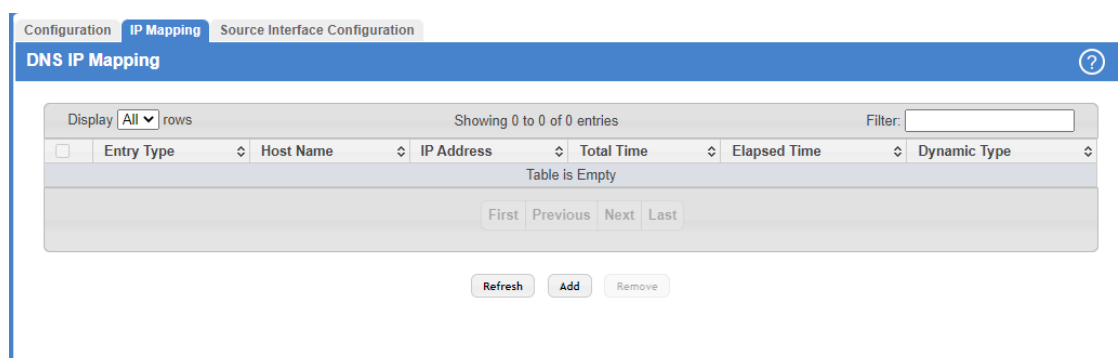 Configuration IP Mapping Source Interface Configuration
DNS IP Mapping ?
Display All rows Showing 0 to 0 of 0 entries Filter:
Entry Type Host Name IP Address Total Time Elapsed Time Dynamic Type
Table is Empty
First Previous Next Last
Refresh Add Remove